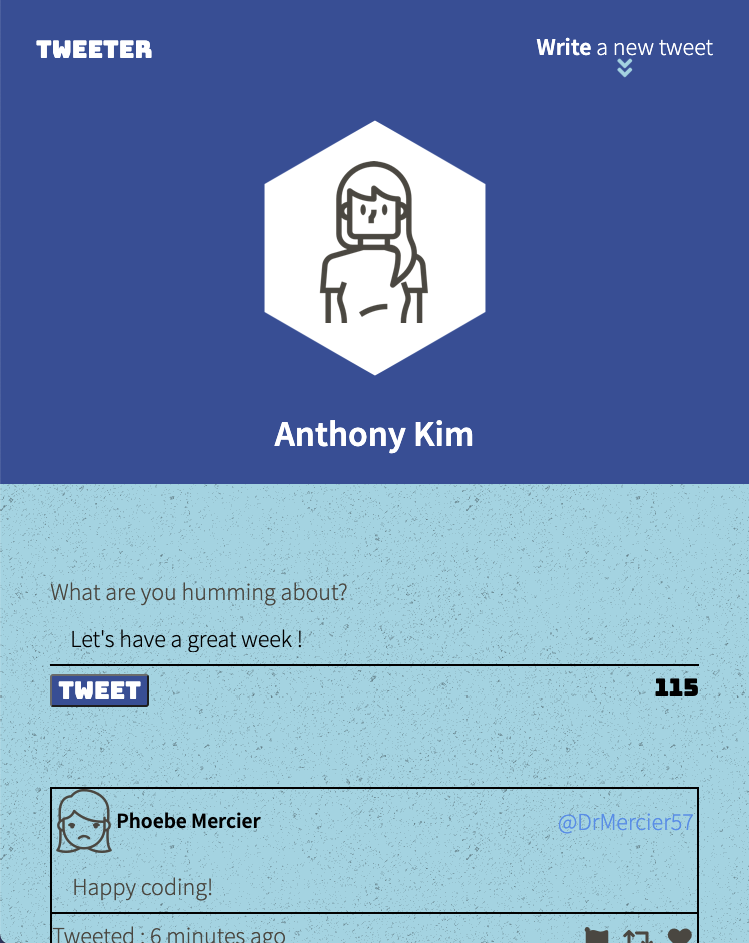 TWEETER
Write a new tweet
Anthony Kim
What are you humming about?
Let's have a great week !
TWEET
115
Phoebe Mercier
@DrMercier57
Happy coding!
Tweeted : 6 minutes ago